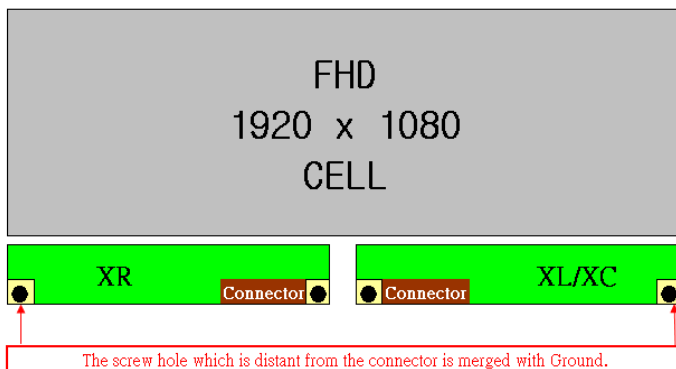 FHD
1920 x 1080
CELL
XR
XL/XC
Connector
Connector
The screw hole which is distant from the connector is merged with Ground.